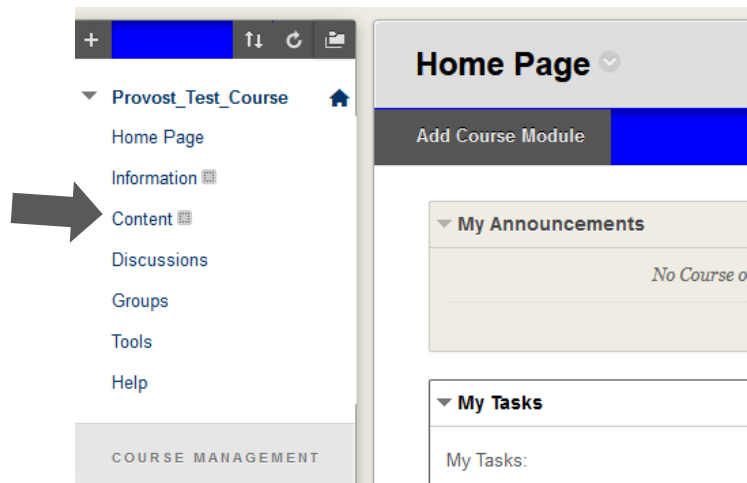 Provost_Test_Course
Home Page
Information
Content
Discussions
Groups
Tools
Help
COURSE MANAGEMENT
Home Page
Add Course Module
My Announcements
No Course o
My Tasks
My Tasks: